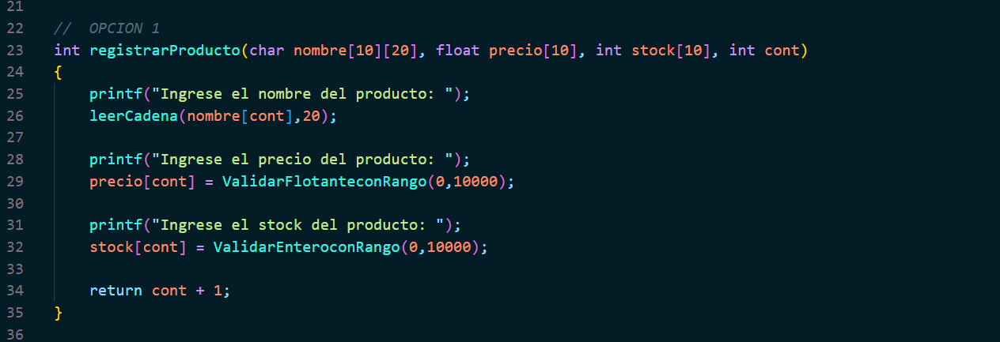 21
22 //  OPCION 1
23 int registrarProducto(char nombre[10][20], float precio[10], int stock[10], int cont)
24 {
25     printf("Ingrese el nombre del producto: ");
26     leerCadena(nombre[cont],20);
27
28     printf("Ingrese el precio del producto: ");
29     precio[cont] = ValidarFlotanteconRango(0,10000);
30
31     printf("Ingrese el stock del producto: ");
32     stock[cont] = ValidarEnteroconRango(0,10000);
33
34     return cont + 1;
35 }
36